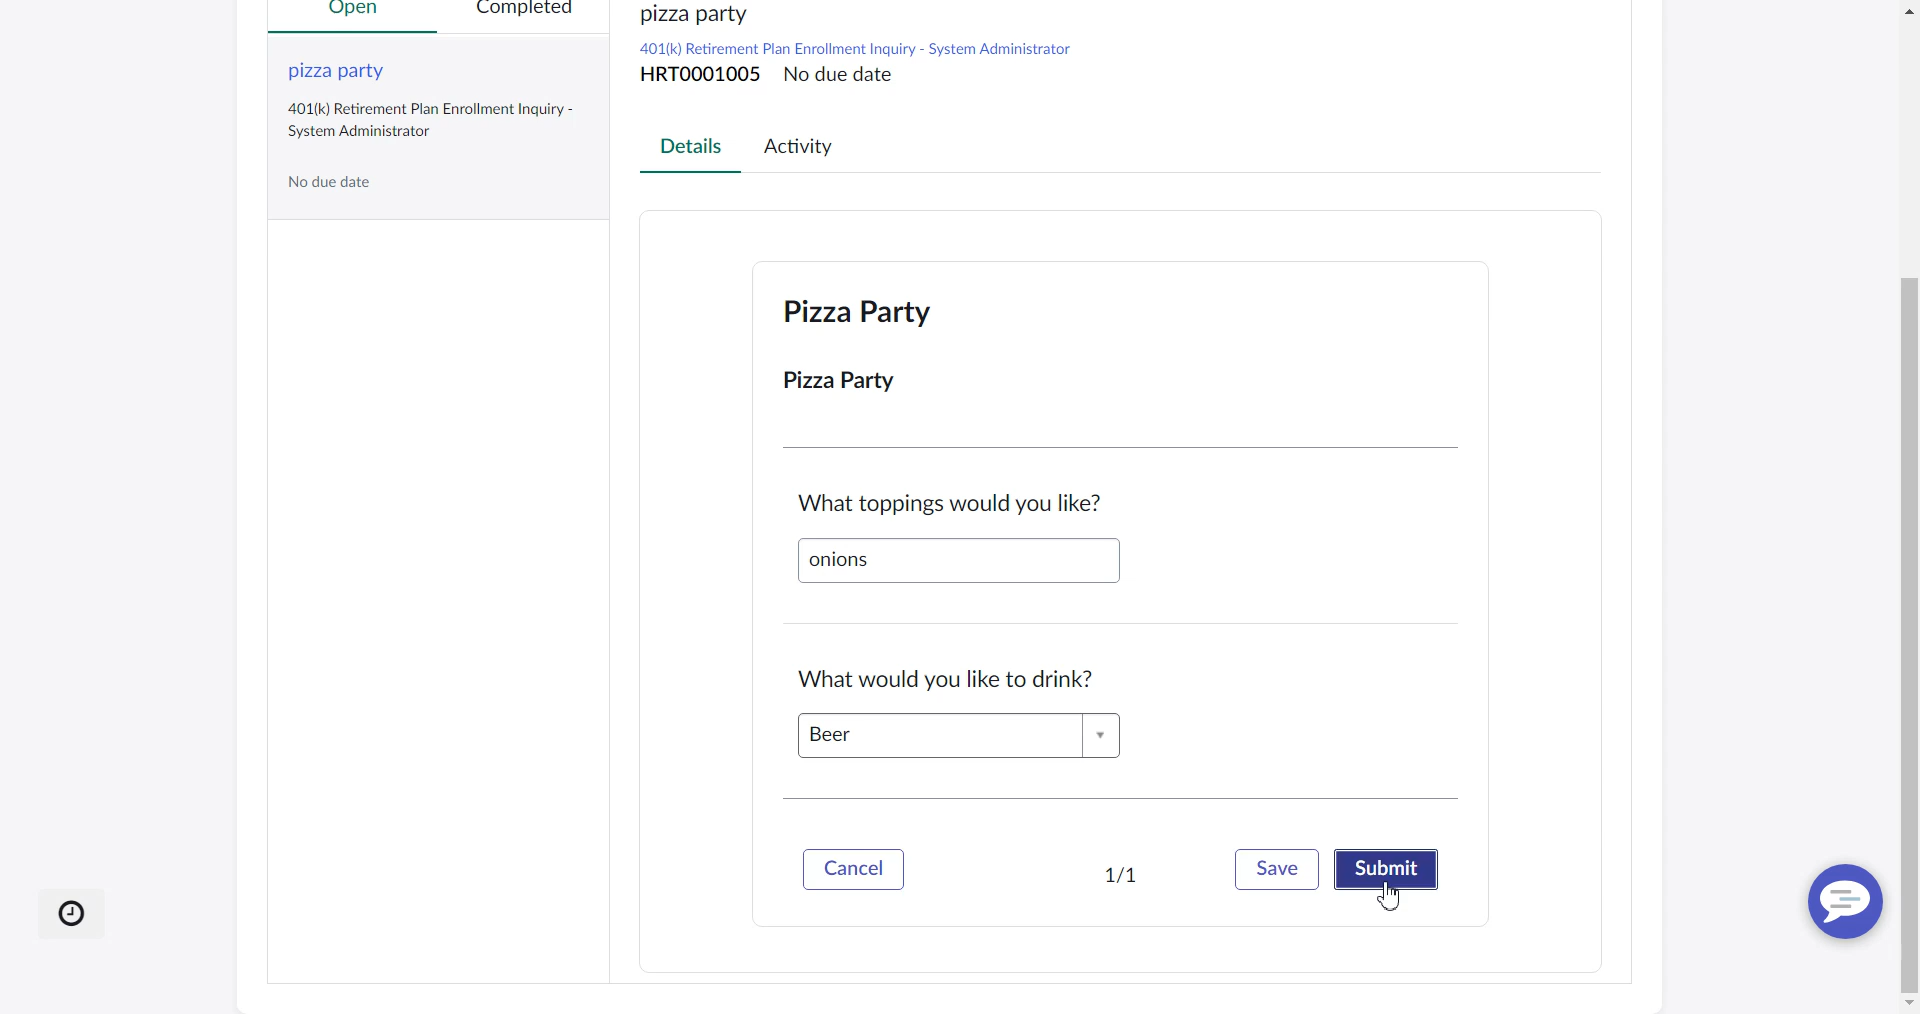 Open
Completed
pizza party
401(k) Retirement Plan Enrollment Inquiry -
System Administrator
No due date
pizza party
401(k) Retirement Plan Enrollment Inquiry - System Administrator
HRT0001005 No due date
Details
Activity
Pizza Party
Pizza Party
What toppings would you like?
onions
What would you like to drink?
Beer
Cancel
1/1
Save
Submit